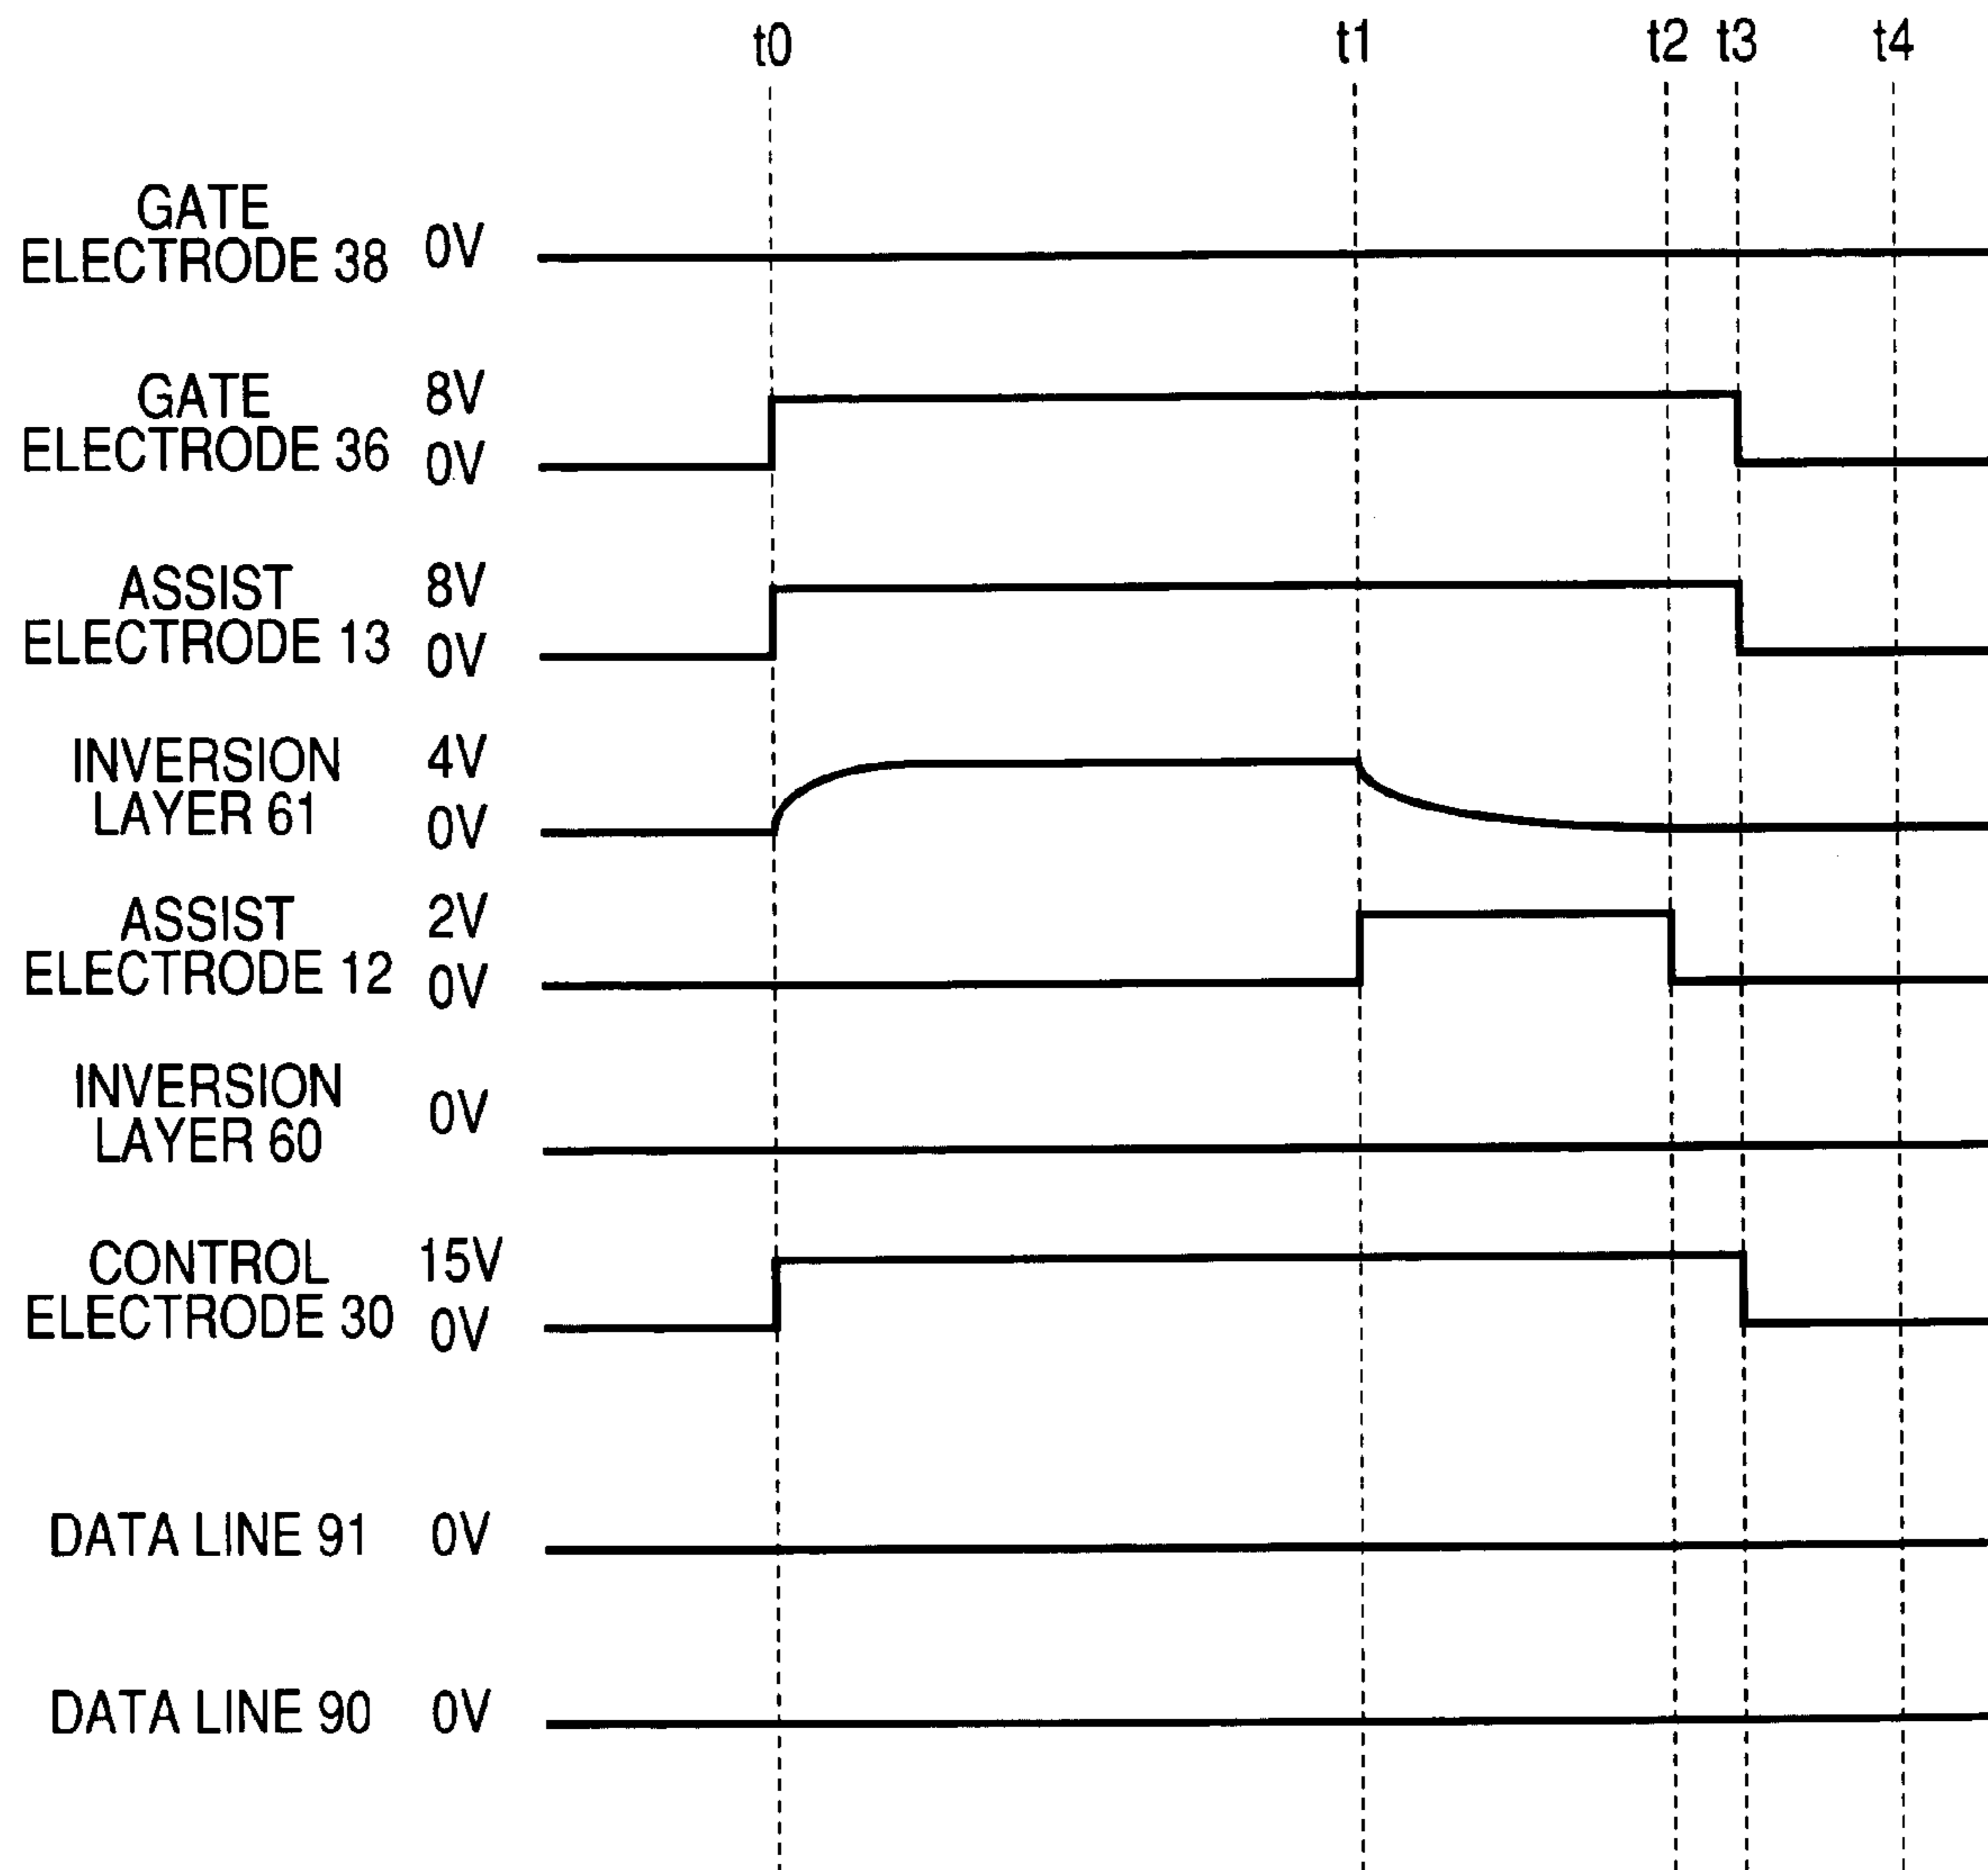 t0 t1 t2 t3 t4
GATE
ELECTRODE 38 0V
GATE 8V
ELECTRODE 36 0V
ASSIST 8V
ELECTRODE 13 0V
INVERSION 4V
LAYER 61 0V
ASSIST 2V
ELECTRODE 12 0V
INVERSION
LAYER 60 0V
CONTROL 15V
ELECTRODE 30 0V
DATA LINE 91 0V
DATA LINE 90 0V